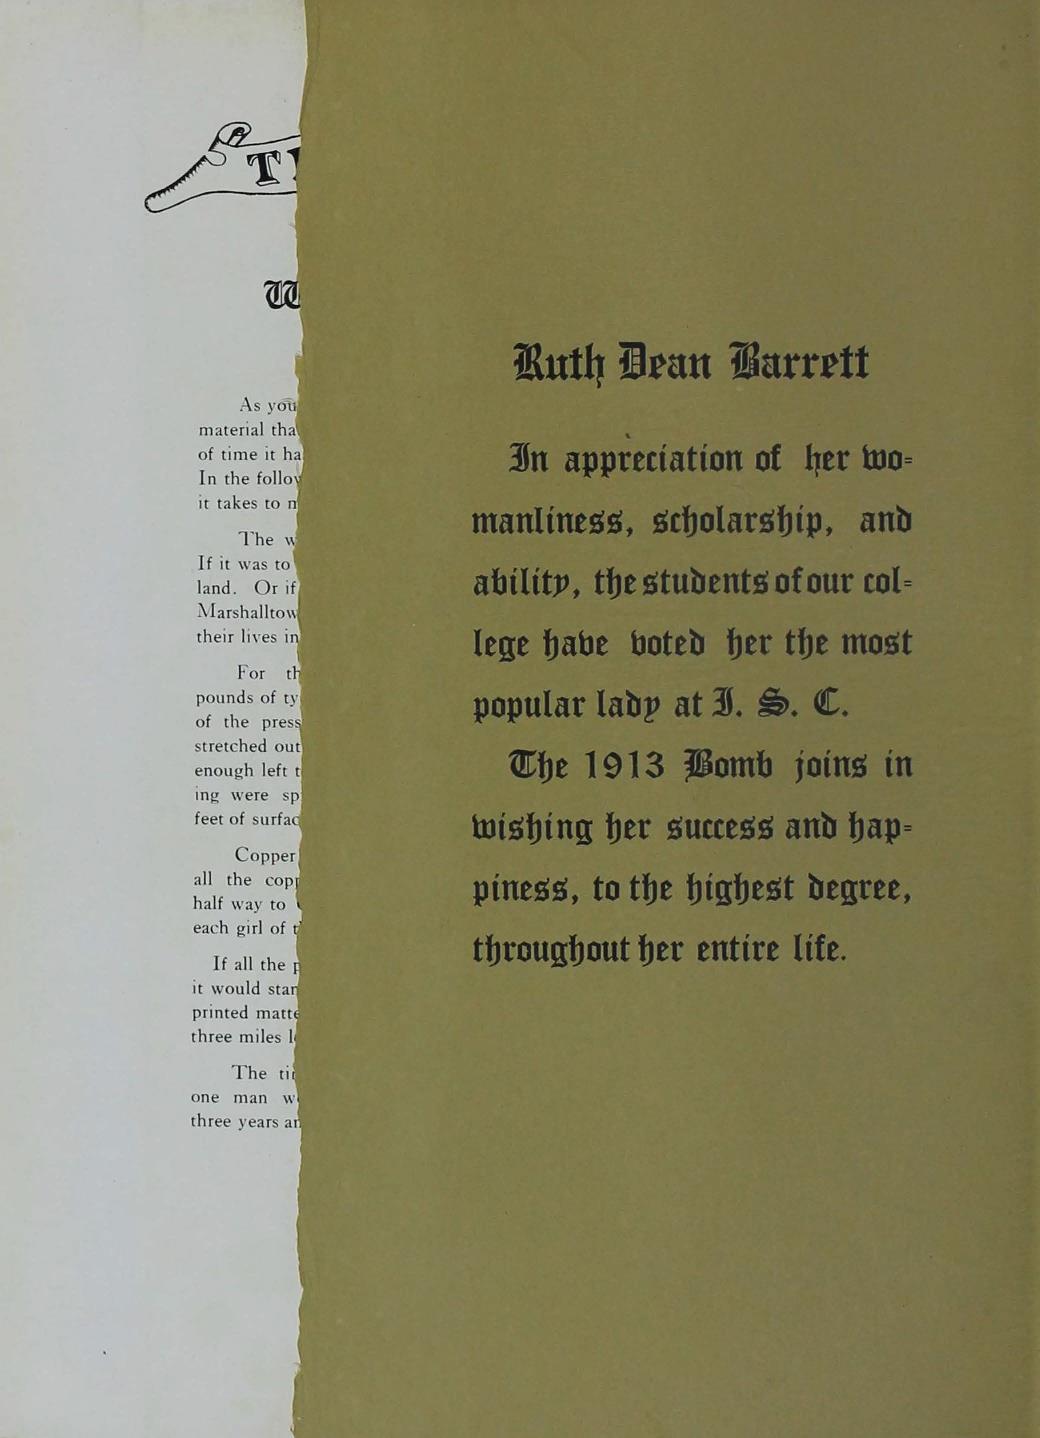 As you
material tha
of time it ha
In the follov
it takes to
The
If it was to
land. Or if
Marshalltow
their lives in
For
pounds of ty
of the press
stretched out
enough left
ing were sp
feet of surfac
Copper
all the cop
half way to
each girl of
If all the
it would stan
printed matte
three miles
The
one man
three years an
Ruth Dean Barrett
In appreciation of her wo=
manliness, scholarship, and
ability, the students of our col=
lege have voted her the most
popular lady at I. S. C.
The 1913 Bomb joins in
wishing her success and hap=
piness, to the highest degree,
throughout her entire life.